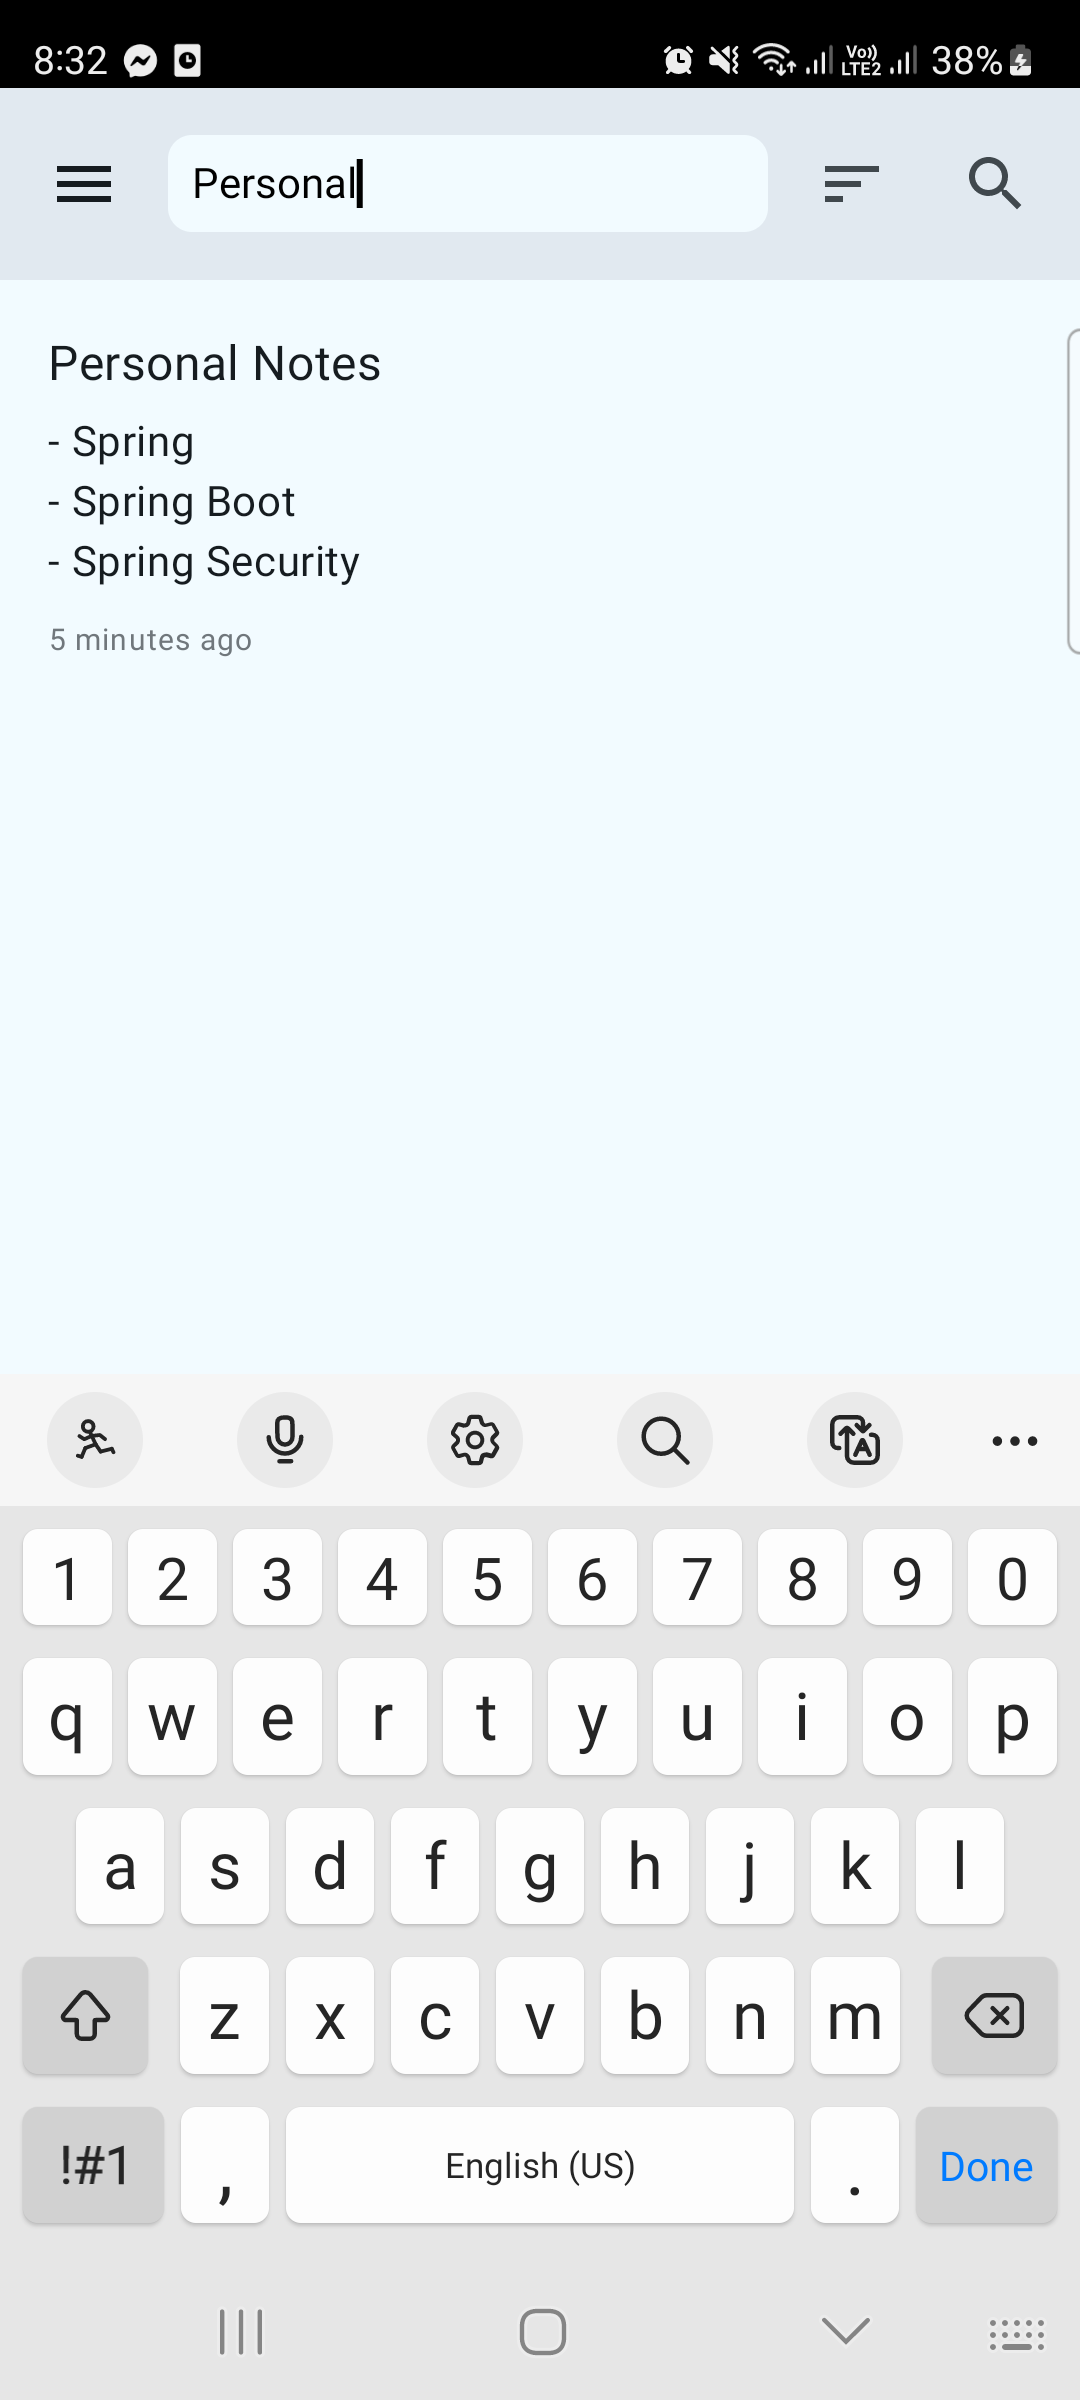 8:32
Vo)) LTE2 38%
Personal
Personal Notes
- Spring
- Spring Boot
- Spring Security
5 minutes ago
A
1 2 3 4 5 6 7 8 9 0
q w e r t y u i o p
a s d f g h j k l
z x c v b n m
!#1 , English (US) . Done